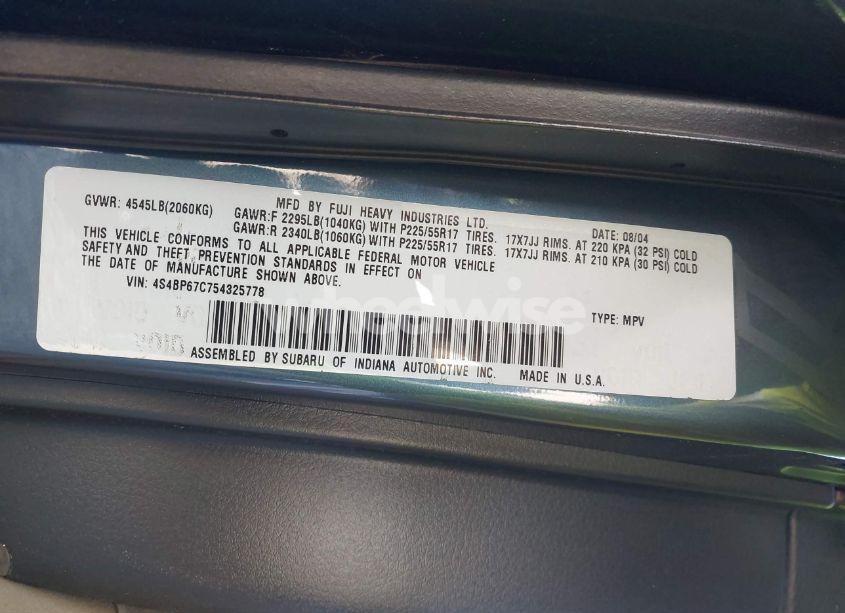 MFD BY FUJI HEAVY INDUSTRIES LTD.
GVWR: 4545LB(2060KG)
DATE: 08/04
GAWR:F 2295LB(1040KG) WITH P225/55R17 TIRES. 17X7JJ RIMS. AT 220 KPA (32 PSI) COLD
GAWR:R 2340LB(1060KG) WITH P225/55R17 TIRES. 17X7JJ RIMS. AT 210 KPA (30 PSI) COLD
THIS VEHICLE CONFORMS TO ALL APPLICABLE FEDERAL MOTOR VEHICLE
SAFETY AND THEFT PREVENTION STANDARDS IN EFFECT ON
THE DATE OF MANUFACTURE SHOWN ABOVE.
VIN: 4S4BP67C754325778
TYPE: MPV
wheelwise
ASSEMBLED BY SUBARU OF INDIANA AUTOMOTIVE INC.
MADE IN U.S.A.